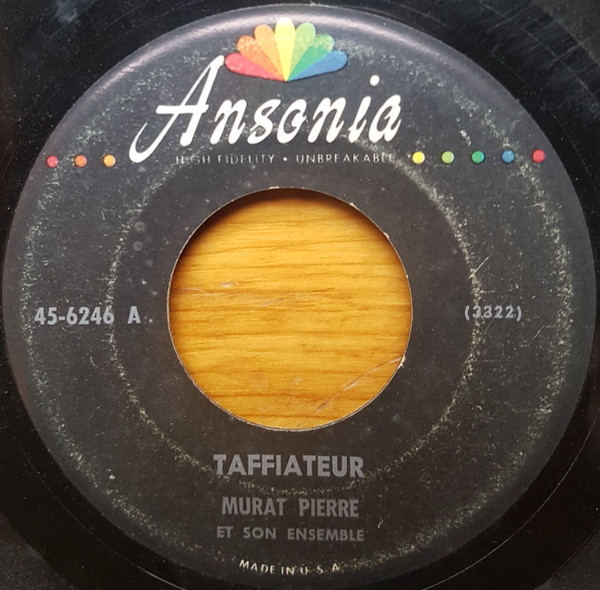 Ansonia
HIGH FIDELITY • UNBREAKABLE
45-6246 A
(3322)
TAFFIATEUR
MURAT PIERRE
ET SON ENSEMBLE
MADE IN U.S.A.